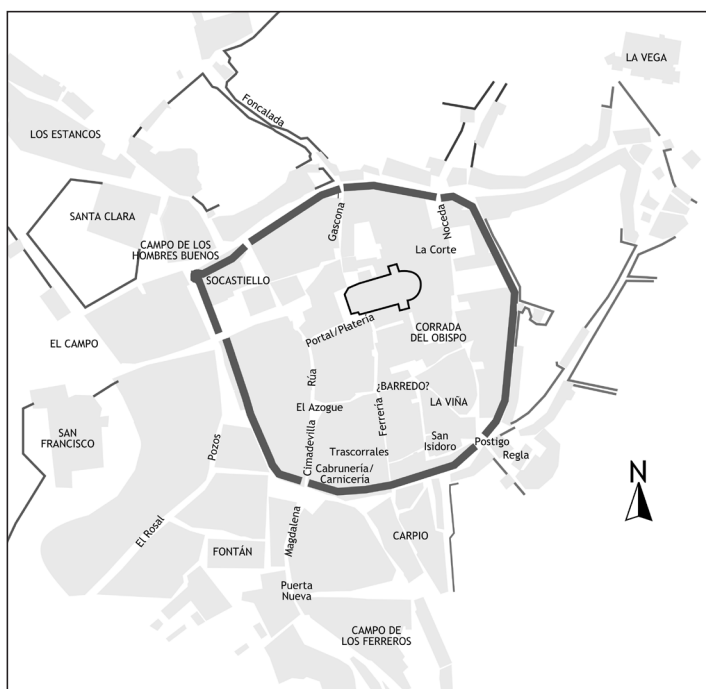 LA VEGA
Foncalada
LOS ESTANCOS
SANTA CLARA
Gascona
Noceda
CAMPO DE LOS
HOMBRES BUENOS
La Corte
SOCASTIELLO
Portal/Platería
CORRADA
DEL OBISPO
EL CAMPO
Rúa
¿BARREDO?
LA VIÑA
El Azogue
Ferrería
SAN
FRANCISCO
Pozos
Cimadevilla
San
Isidoro
Postigo
Regla
Trascorrales
Cabrunería/
Carnicería
N
El Rosal
Magdalena
CARPIO
FONTÁN
Puerta
Nueva
CAMPO DE
LOS FERREROS